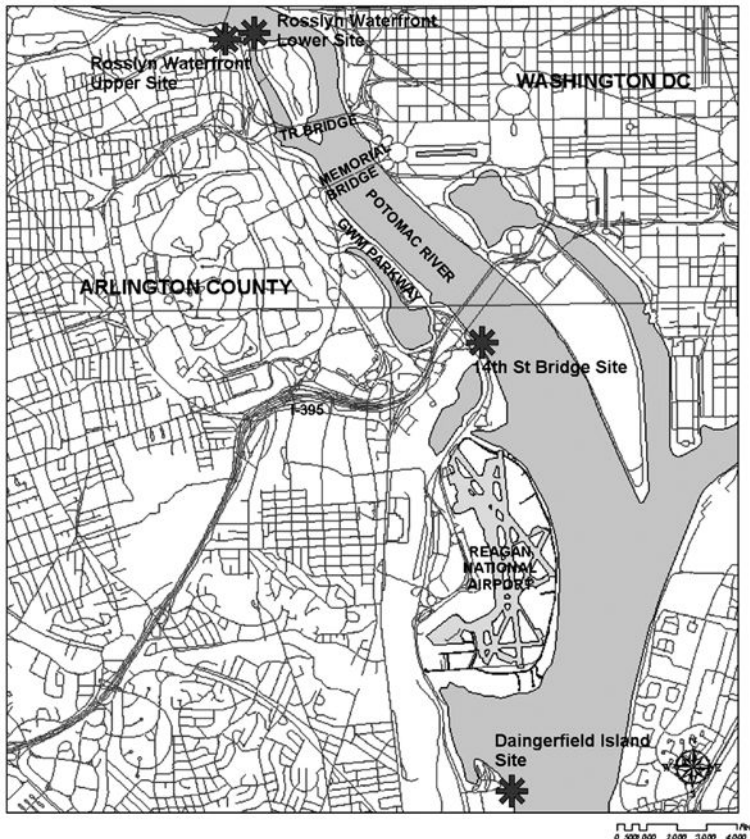 Rosslyn Waterfront
Lower Site
Rosslyn Waterfront
Upper Site
WASHINGTON DC
TR BRIDGE
MEMORIAL
BRIDGE
POTOMAC RIVER
GWM PARKWAY
ARLINGTON COUNTY
14th St Bridge Site
I-395
REAGAN
NATIONAL
AIRPORT
Daingerfield Island
Site